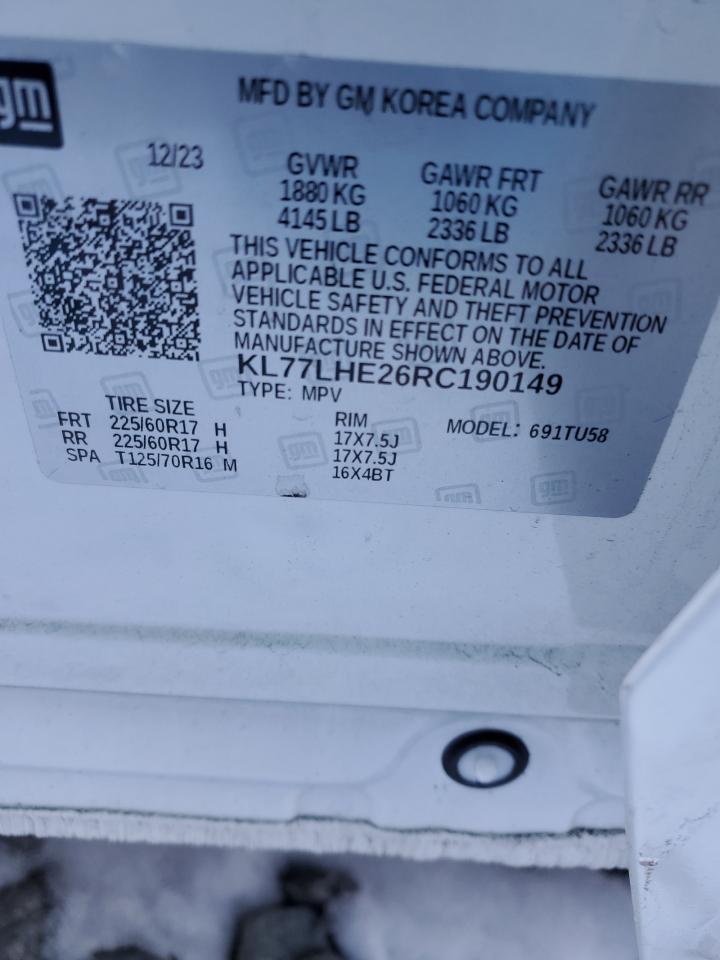 gm
MFD BY GM KOREA COMPANY
12/23
GVWR
1880 KG
4145 LB
GAWR FRT
1060 KG
2336 LB
GAWR RR
1060 KG
2336 LB
THIS VEHICLE CONFORMS TO ALL
APPLICABLE U.S. FEDERAL MOTOR
VEHICLE SAFETY AND THEFT PREVENTION
STANDARDS IN EFFECT ON THE DATE OF
MANUFACTURE SHOWN ABOVE.
KL77LHE26RC190149
TYPE: MPV
TIRE SIZE
FRT 225/60R17 H
RR 225/60R17 H
SPA T125/70R16 M
RIM
17X7.5J
17X7.5J
16X4BT
MODEL: 691TU58